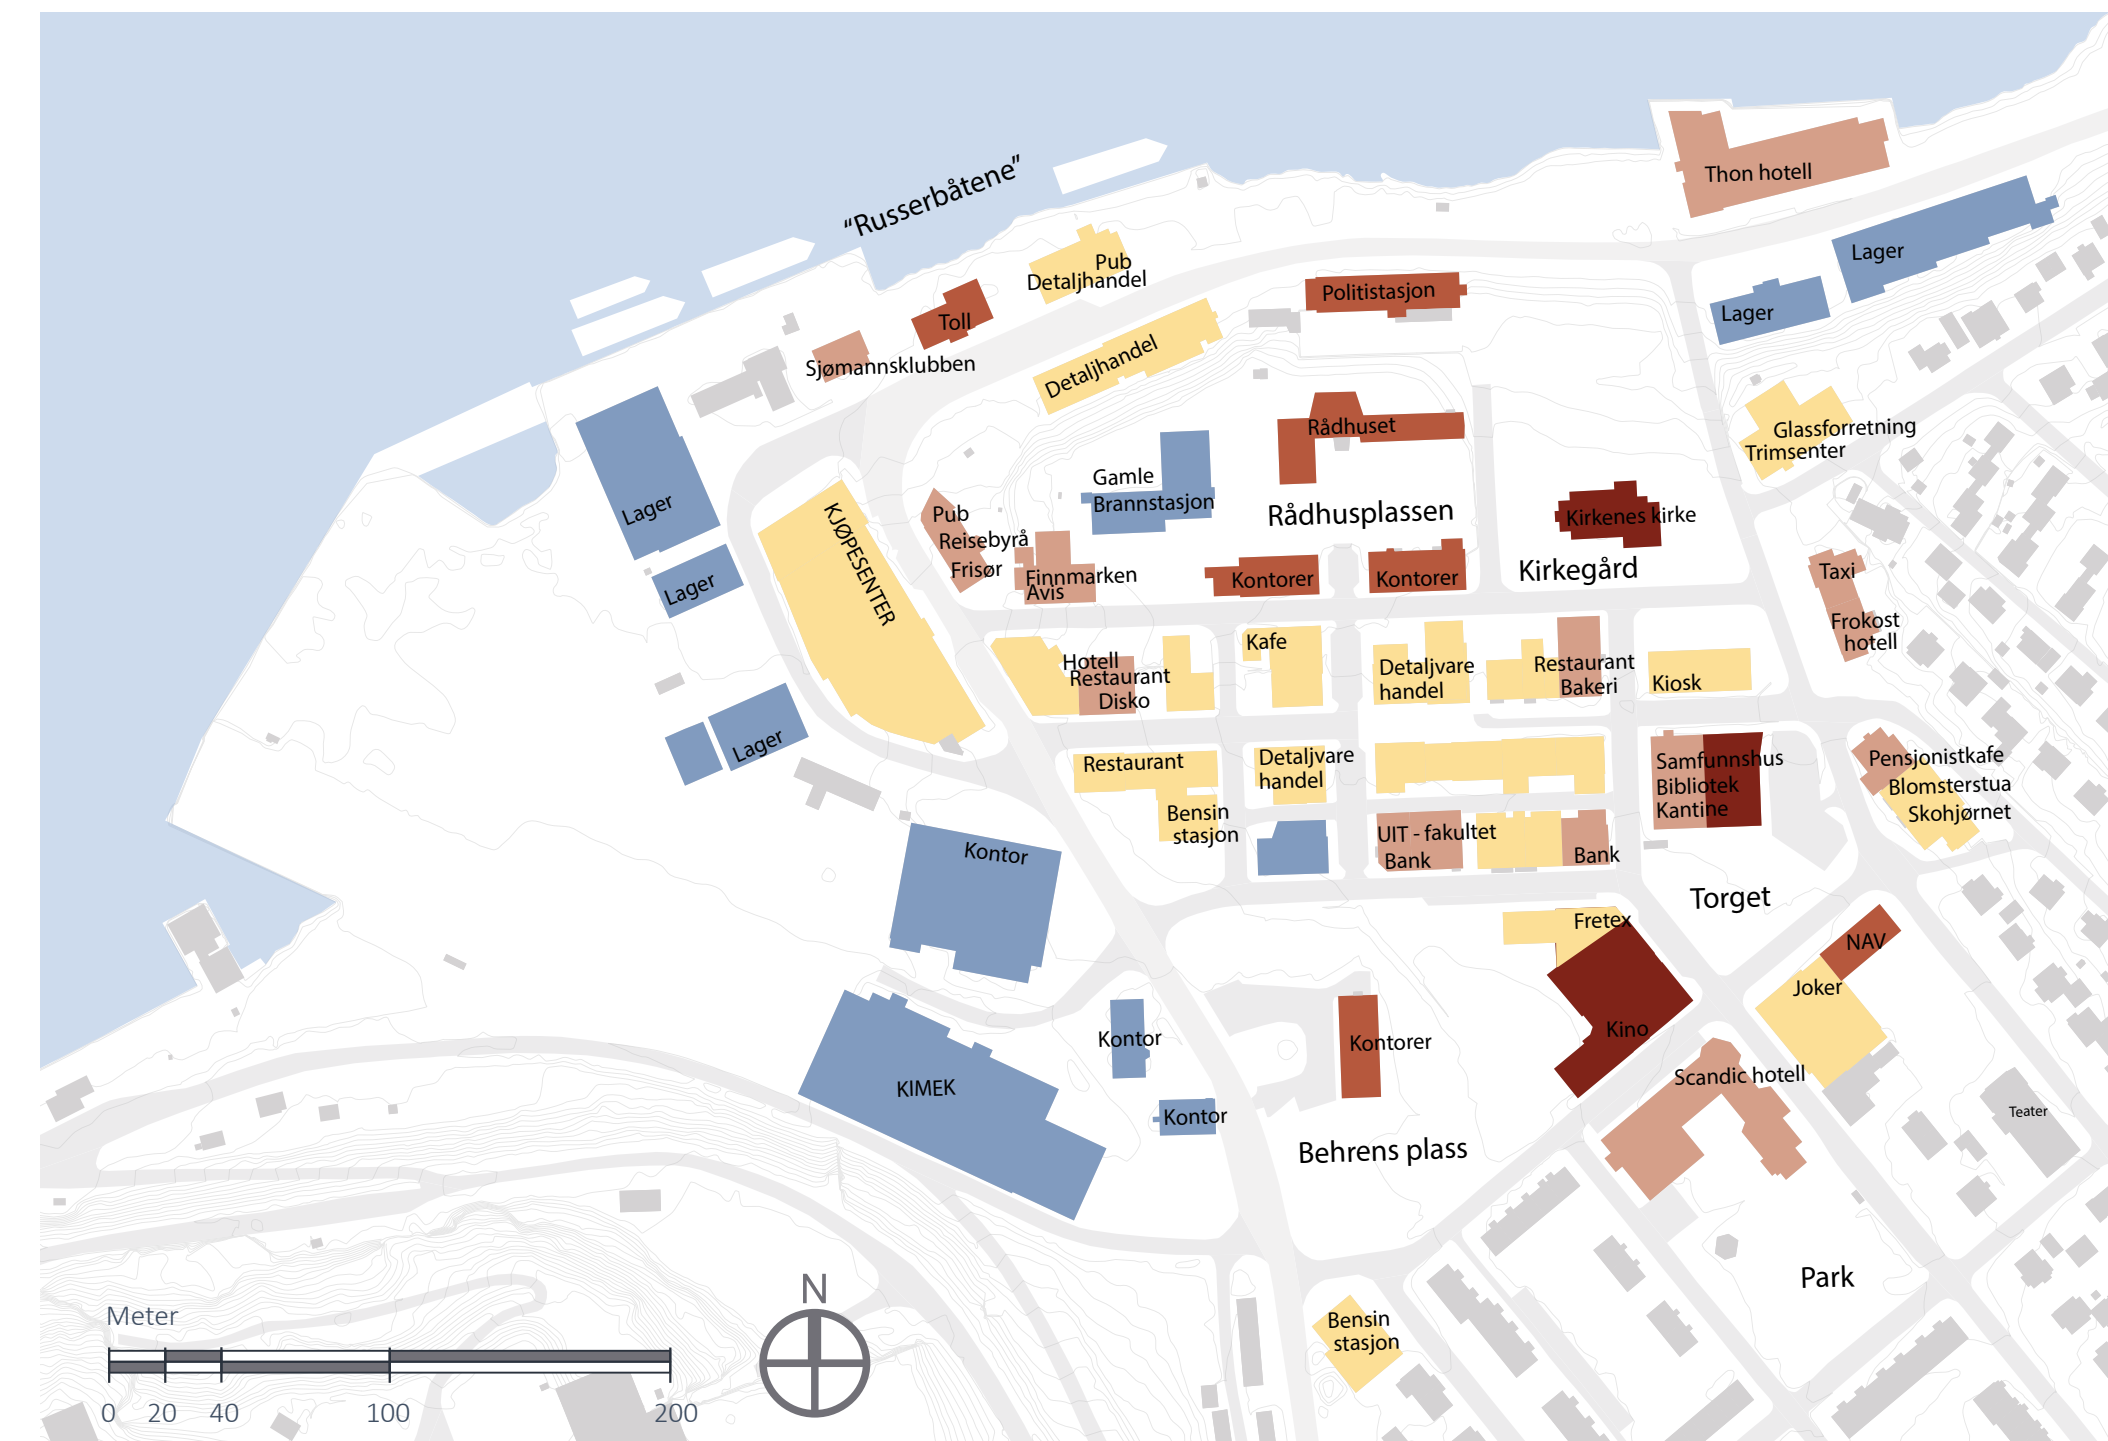 “Russerbåtene”
Thon hotell
Lager
Lager
Pub
Detaljhandel
Toll
Sjømannsklubben
Politistasjon
Detaljhandel
Rådhuset
Glassforretning
Trimsenter
Lager
Lager
KJØPESENTER
Gamle
Brannstasjon
Pub
Reisebyrå
Frisør
Finnmarken
Avis
Rådhusplassen
Kirkenes kirke
Kirkegård
Kontorer
Kontorer
Taxi
Frokost
hotell
Hotell
Restaurant
Disko
Kafe
Detaljvare
handel
Restaurant
Bakeri
Kiosk
Lager
Restaurant
Bensin
stasjon
Detaljvare
handel
Samfunnshus
Bibliotek
Kantine
Pensjonistkafe
Blomsterstua
Skohjørnet
UIT - fakultet
Bank
Bank
Kontor
Torget
Fretex
NAV
Joker
Kino
Kontor
Kontorer
KIMEK
Kontor
Scandic hotell
Teater
Behrens plass
Park
Bensin
stasjon
N
Meter
0 20 40 100 200